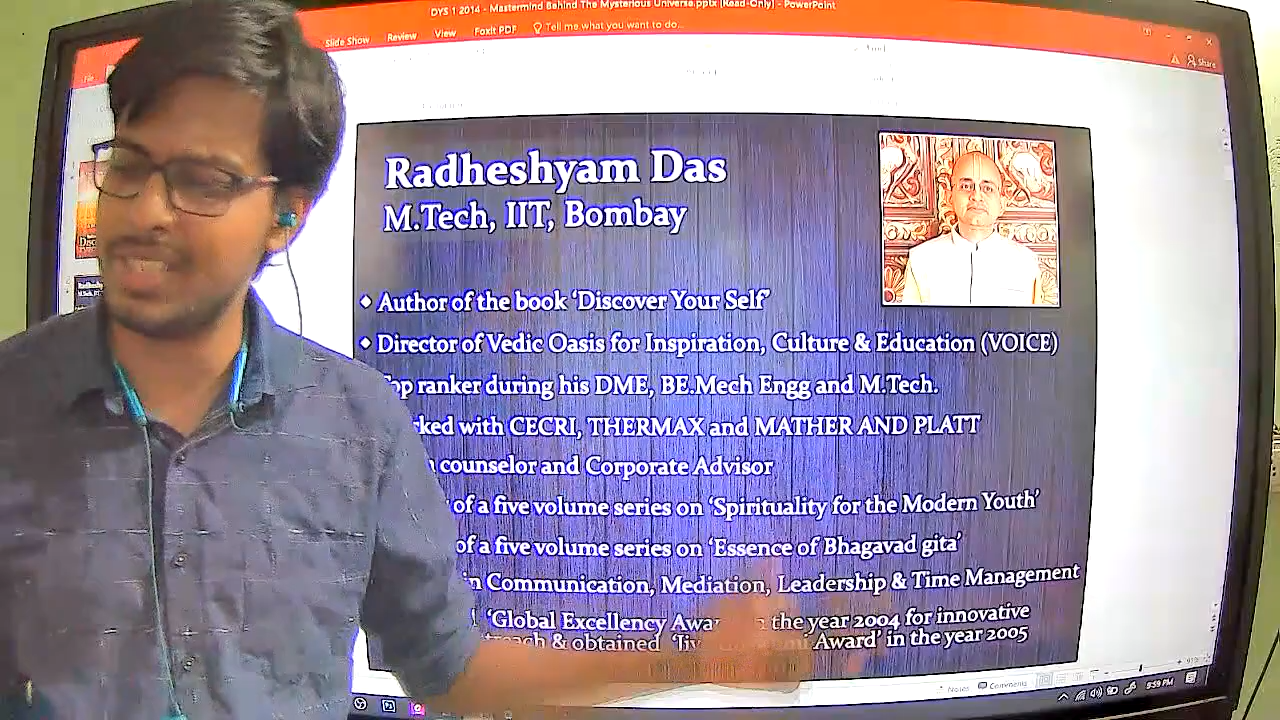 DYS 1 2014 - Mastermind Behind The Mysterious Universe.pptx [Read-Only] - PowerPoint
File
Slide Show Review View Foxit PDF Tell me what you want to do...
Share
Radheshyam Das
M.Tech, IIT, Bombay
Author of the book 'Discover Your Self'
Director of Vedic Oasis for Inspiration, Culture & Education (VOICE)
ranker during his DME, BE.Mech Engg and M.Tech.
with CECRI, THERMAX and MATHER AND PLATT
counselor and Corporate Advisor
of a five volume series on 'Spirituality for the Modern Youth'
of a five volume series on 'Essence of Bhagavad gita'
in Communication, Mediation, Leadership & Time Management
'Global Excellency the year 2004 for innovative
& obtained Award' in the year 2005
Notes Comments
5:59 PM